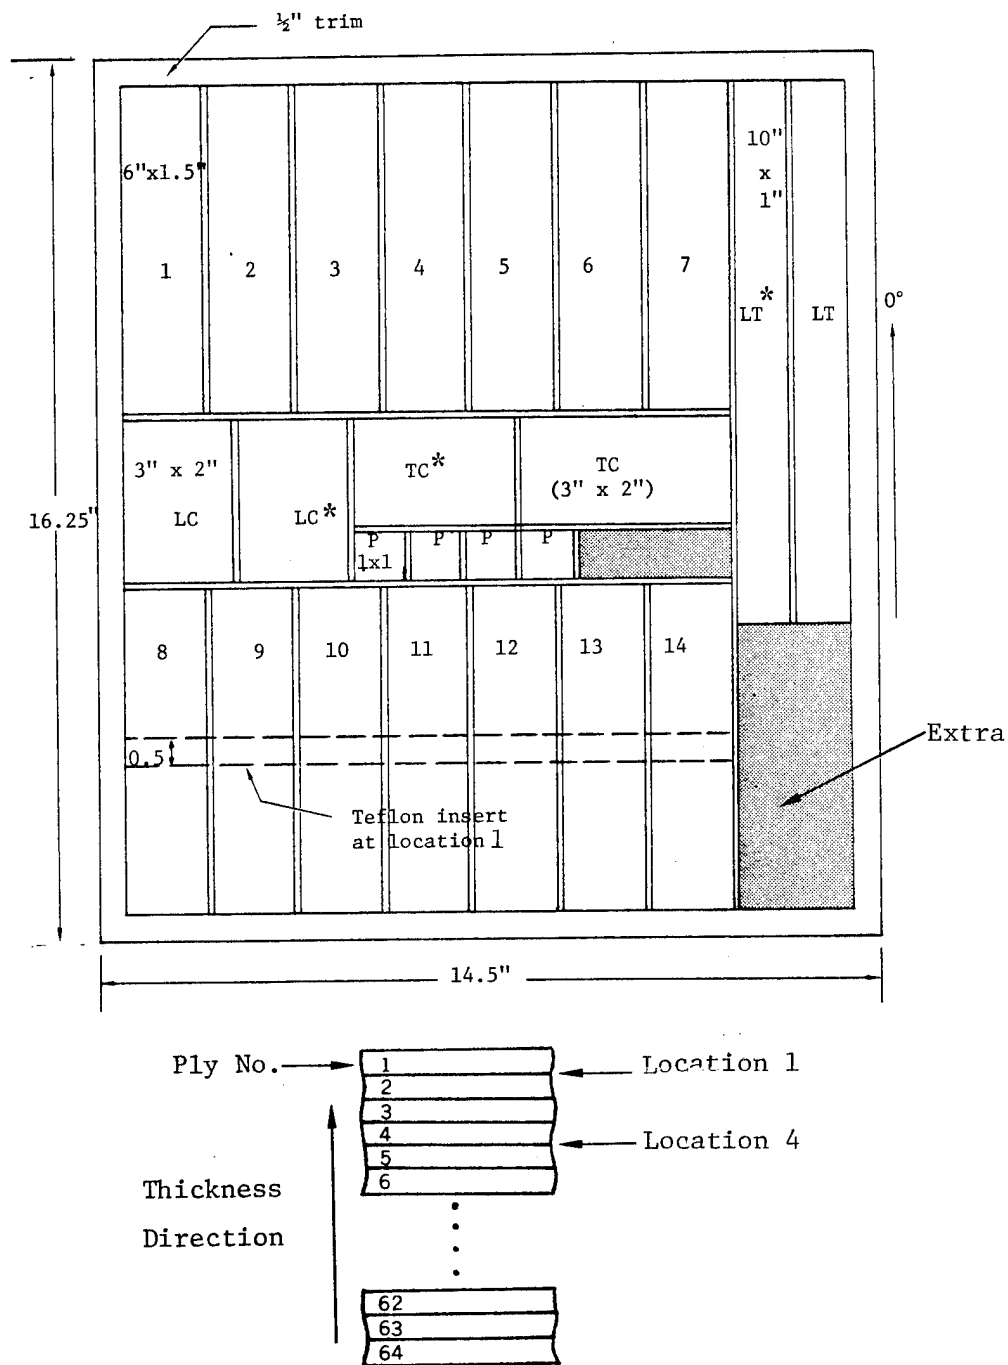 ½" trim
6"x1.5"
10"
x
1"
1 2 3 4 5 6 7
LT* LT
0°
3" x 2"
TC*
TC
(3" x 2")
16.25"
LC LC*
P P P P
1x1
8 9 10 11 12 13 14
Extra
0.5
Teflon insert
at location 1
14.5"
Ply No.
1
Location 1
2
3
4
Location 4
5
6
Thickness
Direction
62
63
64